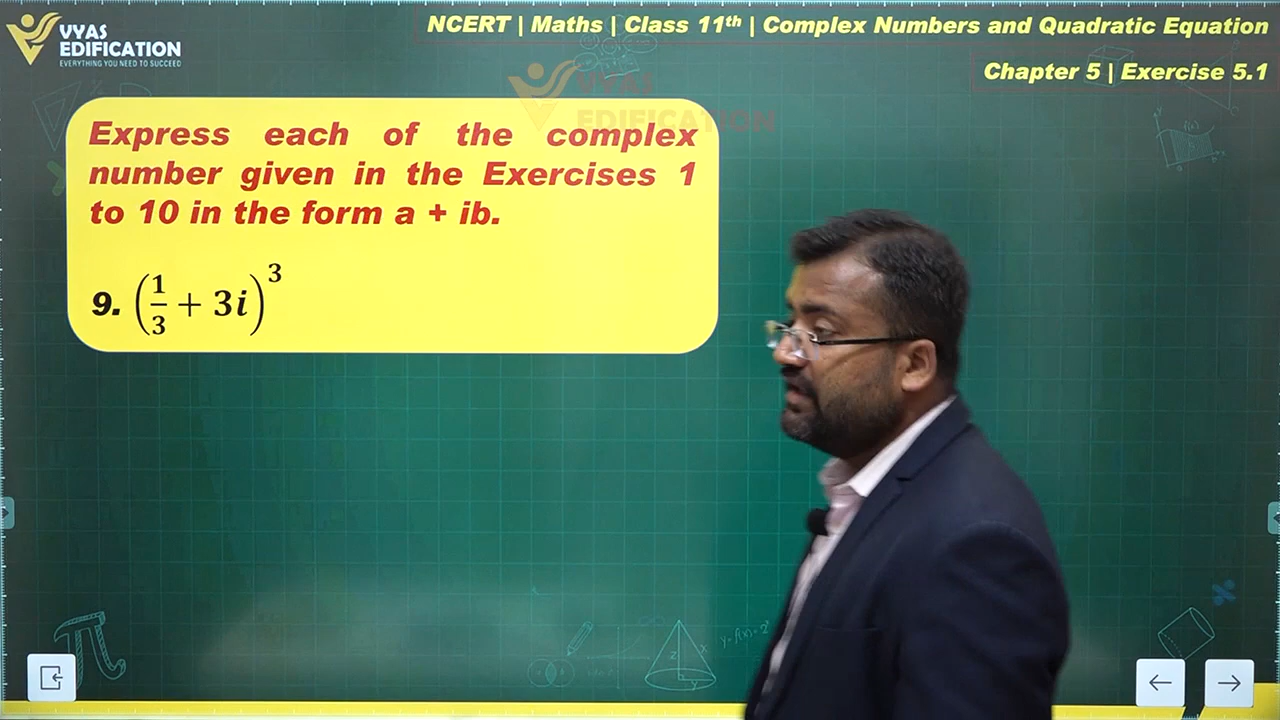 VYAS
EDIFICATION
EVERYTHING YOU NEED TO SUCCEED
NCERT | Maths | Class 11th | Complex Numbers and Quadratic Equation
Chapter 5 | Exercise 5.1
VYAS
EDIFICATION
Express each of the complex
number given in the Exercises 1
to 10 in the form a + ib.
9. (1/3 + 3i)^3